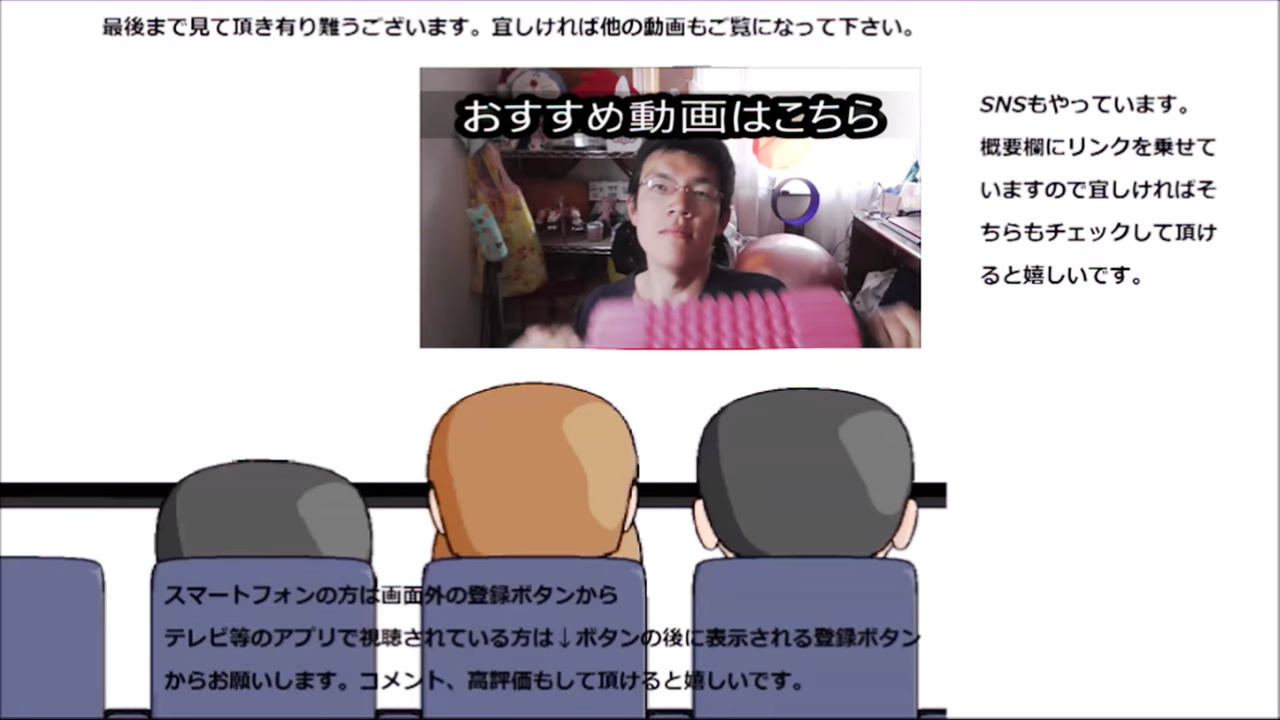 最後まで見て頂き有り難うございます。宜しければ他の動画もご覧になって下さい。
おすすめ動画はこちら
SNSもやっています。
概要欄にリンクを乗せて
いますので宜しければそ
ちらもチェックして頂け
ると嬉しいです。
スマートフォンの方は画面外の登録ボタンから
テレビ等のアプリで視聴されている方は↓ボタンの後に表示される登録ボタン
からお願いします。コメント、高評価もして頂けると嬉しいです。